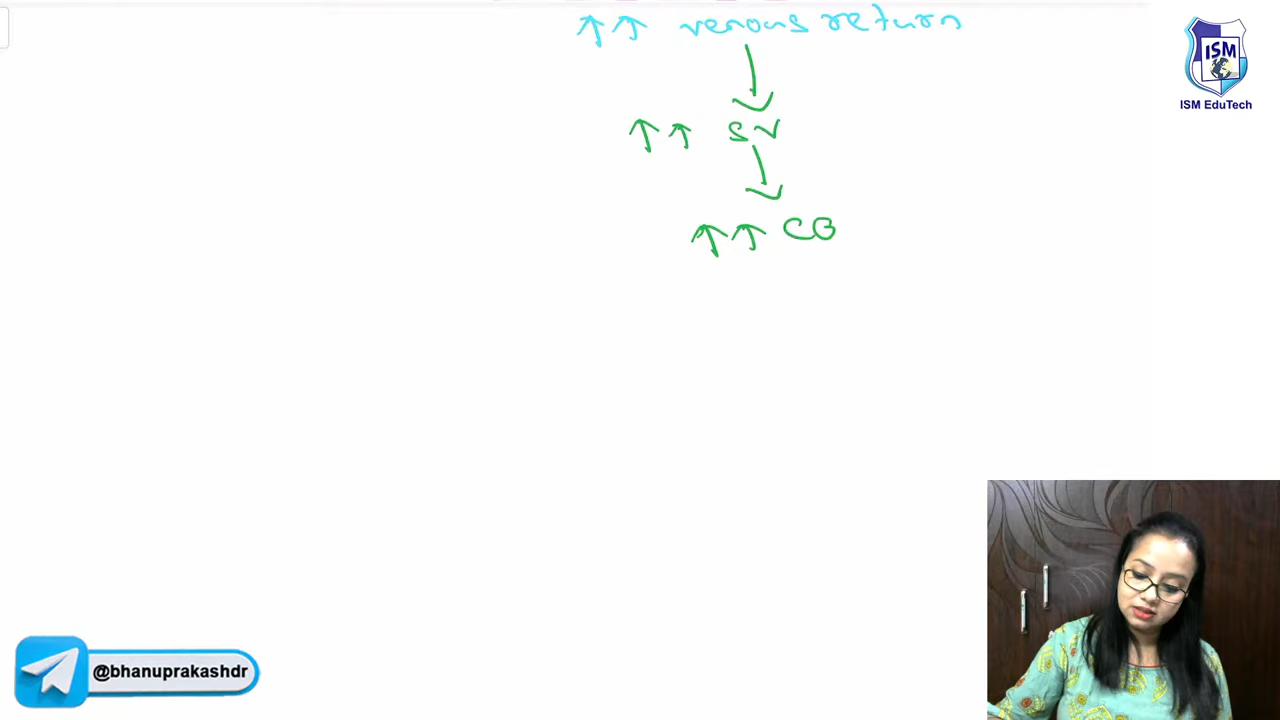 ↑↑ venous return
↑↑ SV
↑↑ CO
ISM
ISM EduTech
@bhanuprakashdr